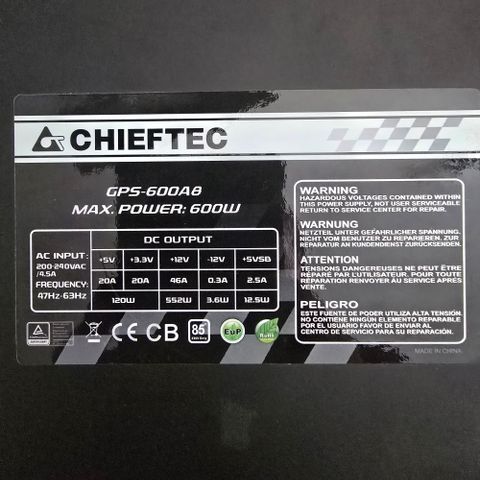 CHIEFTEC
GPS-600A8
MAX. POWER: 600W
DC OUTPUT
AC INPUT: +5V +3.3V +12V -12V +5VSB
200-240VAC
/4.5A
20A 20A 46A 0.3A 2.5A
FREQUENCY:
47Hz-63Hz
120W 552W 3.6W 12.5W
CE CB 85 EuP RoHS
WARNING
HAZARDOUS VOLTAGES CONTAINED WITHIN
THIS POWER SUPPLY, NOT USER SERVICEABLE
RETURN TO SERVICE CENTER FOR REPAIR.
WARNUNG
NETZTEIL UNTER GEFÄHRLICHER SPANNUNG.
NICHT VOM BENUTZER ZU REPARIEREN. ZUR
REPARATUR AN KUNDENDIENST ZURÜCKSENDEN.
ATTENTION
TENSIONS DANGEREUSES NE PEUT ÊTRE
RÉPARÉ PAR L'UTILISATEUR. POUR TOUTE
RÉPARATION RENVOYER AU DÉPARTEMENT
DE SERVICE.
PELIGRO
ESTE FUENTE DE PODER UTILIZA ALTA TENSIÓN.
NO CONTIENE NINGÚN ELEMENTO REPARABLE
POR EL USUARIO FAVOR DE ENVIAR AL
CENTRO DE SERVICIO PARA SU REPARACIÓN.
MADE IN CHINA